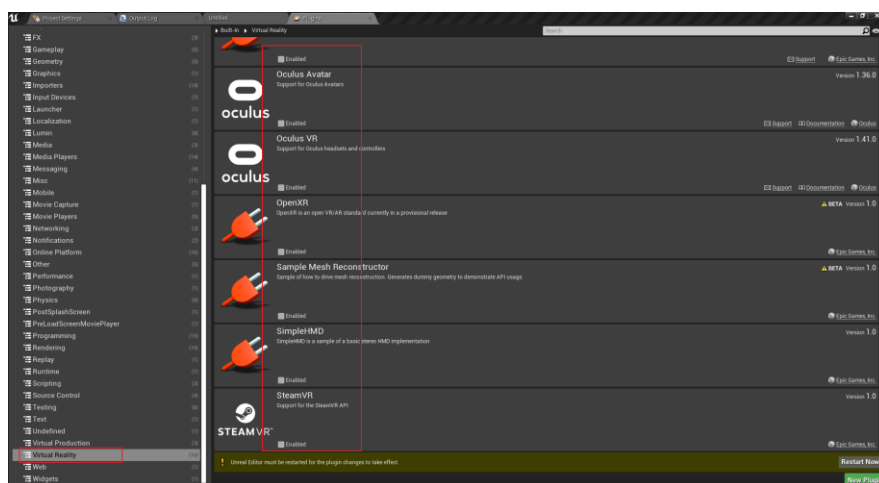 Project Settings
Output Log
Untitled
Plugins
Built-in
Virtual Reality
Search
FX
Gameplay
Geometry
Graphics
Importers
Input Devices
Launcher
Localization
Lumin
Media
Media Players
Messaging
Misc
Mobile
Movie Capture
Movie Players
Networking
Notifications
Online Platform
Other
Performance
Photography
Physics
PostSplashScreen
PreLoadScreenMoviePlayer
Programming
Rendering
Replay
Runtime
Scripting
Source Control
Testing
Text
Undefined
Virtual Production
Virtual Reality
Web
Widgets
Enabled
Support Epic Games, Inc.
Oculus Avatar
Version 1.36.0
Support for Oculus Avatars
oculus
Enabled
Support Documentation Oculus
Oculus VR
Version 1.41.0
Support for Oculus headsets and controllers
oculus
Enabled
Support Documentation Oculus
OpenXR
BETA Version 1.0
OpenXR is an open VR/AR standard currently in a provisional release
Enabled
Epic Games, Inc.
Sample Mesh Reconstructor
BETA Version 1.0
Sample of how to drive mesh reconstruction. Generates dummy geometry to demonstrate API usage
Enabled
Epic Games, Inc.
SimpleHMD
Version 1.0
SimpleHMD is a sample of a basic stereo HMD implementation
Enabled
Epic Games, Inc.
SteamVR
Version 1.0
Support for the SteamVR API
STEAM VR
Enabled
Epic Games, Inc.
Unreal Editor must be restarted for the plugin changes to take effect.
Restart Now
New Plugi